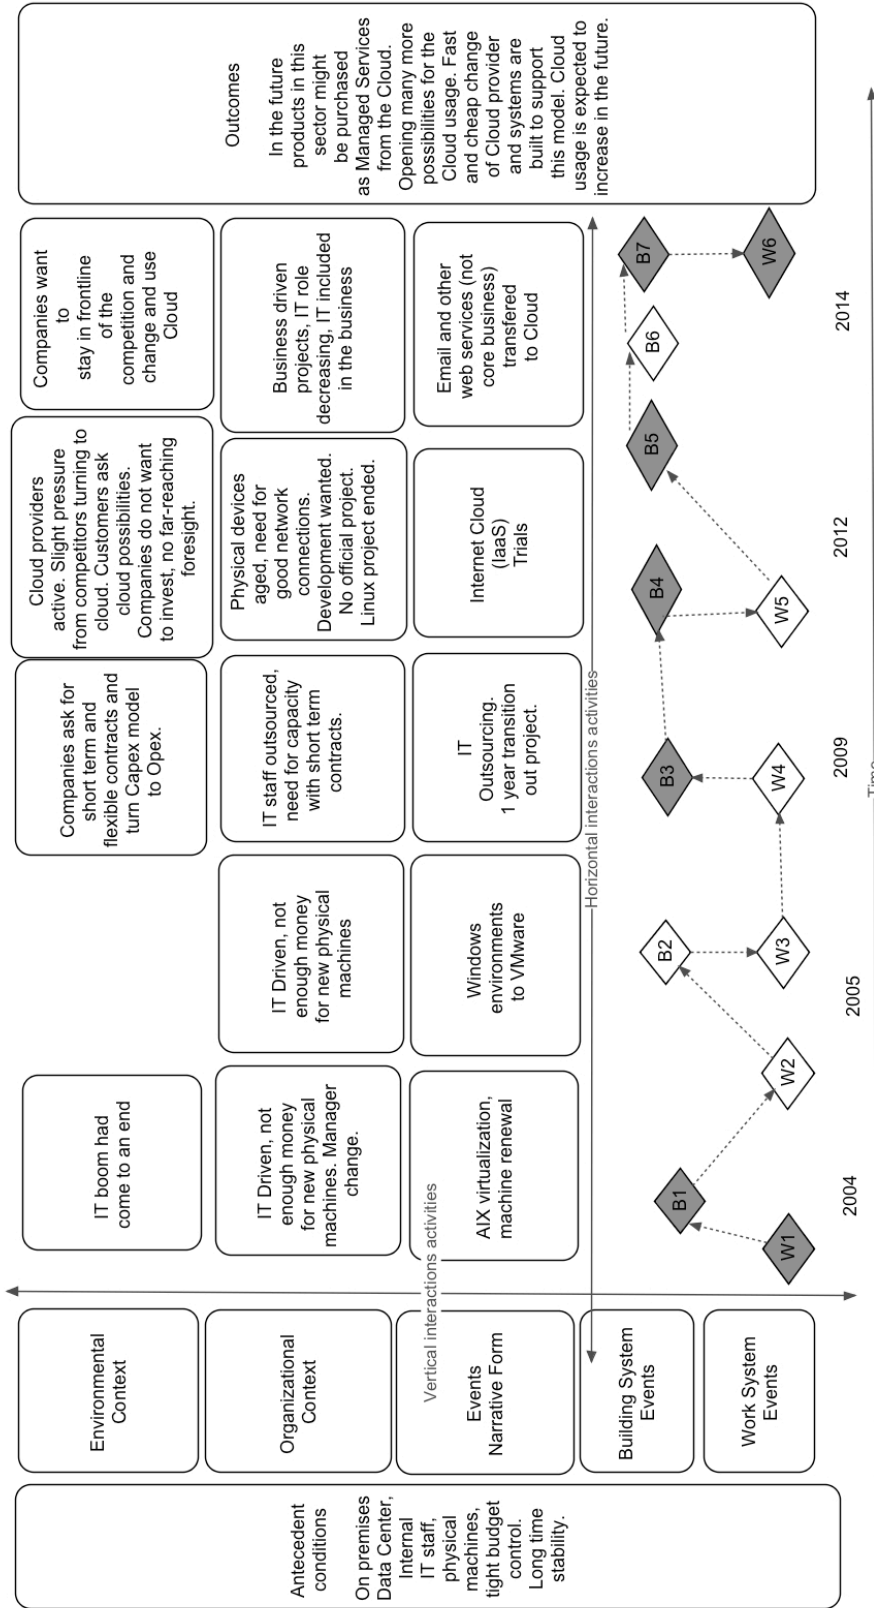 Antecedent
conditions
On premises
Data Center,
Internal
IT staff,
physical
machines,
tight budget
control.
Long time
stability.
Environmental
Context
Organizational
Context
Events
Narrative Form
Building System
Events
Work System
Events
Vertical interactions activities
Horizontal interactions activities
IT boom had
come to an end
Companies ask for
short term and
flexible contracts and
turn Capex model
to Opex.
Cloud providers
active. Slight pressure
from competitors turning to
cloud. Customers ask
cloud possibilities.
Companies do not want
to invest, no far-reaching
foresight.
Companies want
to
stay in frontline
of the
competition and
change and use
Cloud
IT Driven, not
enough money
for new physical
machines. Manager
change.
IT Driven, not
enough money
for new physical
machines
IT staff outsourced,
need for capacity
with short term
contracts.
Physical devices
aged, need for
good network
connections.
Development wanted.
No official project.
Linux project ended.
Business driven
projects, IT role
decreasing, IT included
in the business
AIX virtualization,
machine renewal
Windows
environments
to VMware
IT
Outsourcing.
1 year transition
out project.
Internet Cloud
(IaaS)
Trials
Email and other
web services (not
core business)
transfered
to Cloud
B1
B2
B3
B4
B5
B6
B7
W1
W2
W3
W4
W5
W6
2004
2005
2009
2012
2014
Outcomes
In the future
products in this
sector might
be purchased
as Managed Services
from the Cloud.
Opening many more
possibilities for the
Cloud usage. Fast
and cheap change
of Cloud provider
and systems are
built to support
this model. Cloud
usage is expected to
increase in the future.